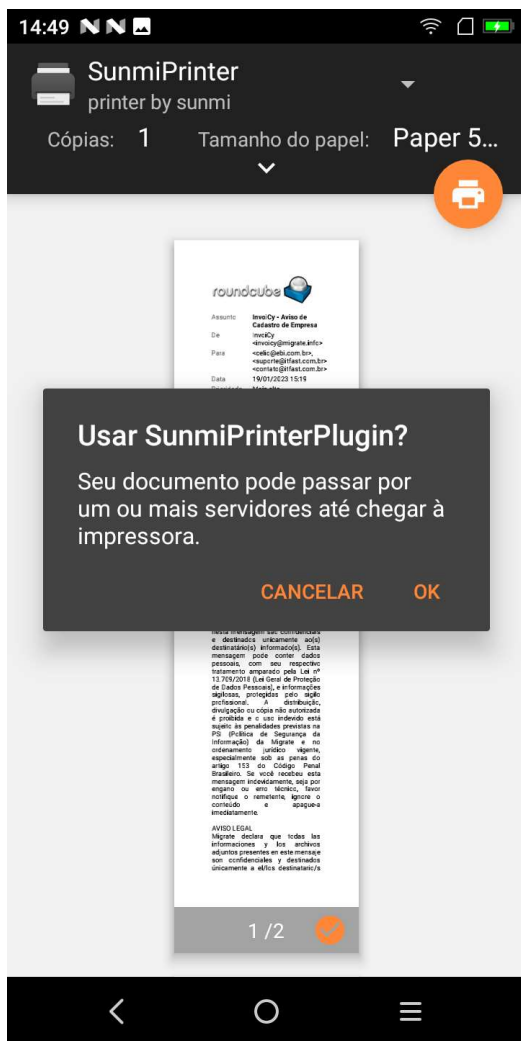 14:49
SunmiPrinter
printer by sunmi
Cópias: 1 Tamanho do papel: Paper 5...
roundcube
Assunto InvoiCy - Aviso de
Cadastro de Empresa
De InvoiCy
<invoicy@migrate.info>
Para <celic@ebi.com.br>,
<suporte@itfast.com.br>
<contato@itfast.com.br>
Data 19/01/2023 15:19
Usar SunmiPrinterPlugin?
Seu documento pode passar por
um ou mais servidores até chegar à
impressora.
CANCELAR OK
nesta mensagem são confidenciais
e destinados unicamente ao(s)
destinatário(s) informado(s). Esta
mensagem pode conter dados
pessoais, com seu respectivo
tratamento amparado pela Lei nº
13.709/2018 (Lei Geral de Proteção
de Dados Pessoais), e informações
sigilosas, protegidas pelo sigilo
profissional. A distribuição,
divulgação ou cópia não autorizada
é proibida e o uso indevido está
sujeito às penalidades previstas na
PSI (Política de Segurança da
Informação) da Migrate e no
ordenamento jurídico vigente,
especialmente sob as penas do
artigo 153 do Código Penal
Brasileiro. Se você recebeu esta
mensagem indevidamente, seja por
engano ou erro técnico, favor
notifique o remetente, ignore o
conteúdo e apague-a
imediatamente.
AVISO LEGAL
Migrate declara que todas las
informaciones y los archivos
adjuntos presentes en este mensaje
son confidenciales y destinados
únicamente a el/los destinatario/s
1 /2